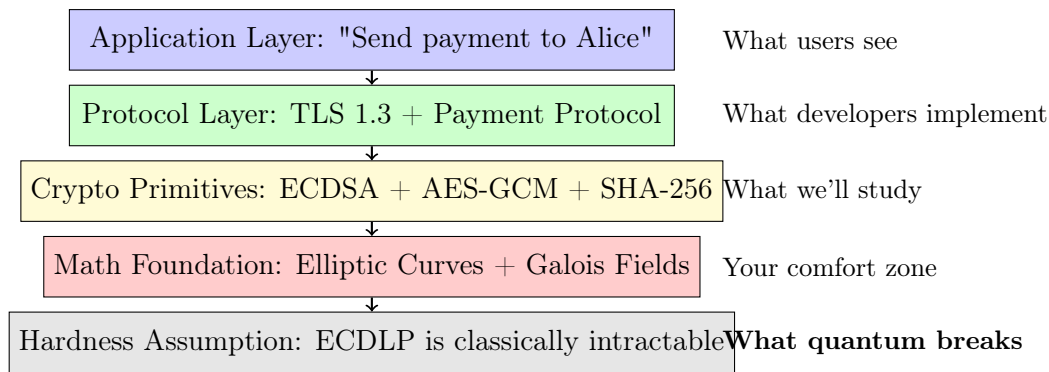 Application Layer: "Send payment to Alice" What users see
Protocol Layer: TLS 1.3 + Payment Protocol What developers implement
Crypto Primitives: ECDSA + AES-GCM + SHA-256 What we'll study
Math Foundation: Elliptic Curves + Galois Fields Your comfort zone
Hardness Assumption: ECDLP is classically intractable What quantum breaks